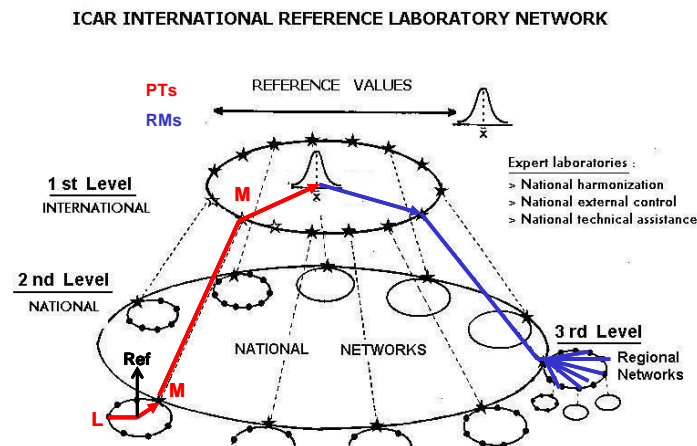 ICAR INTERNATIONAL REFERENCE LABORATORY NETWORK
PTs
REFERENCE VALUES
RMs
x
Expert laboratories :
> National harmonization
> National external control
> National technical assistance
1 st Level
INTERNATIONAL
M
x
2 nd Level
NATIONAL
3 rd Level
Regional
Networks
Ref
NATIONAL NETWORKS
M
L